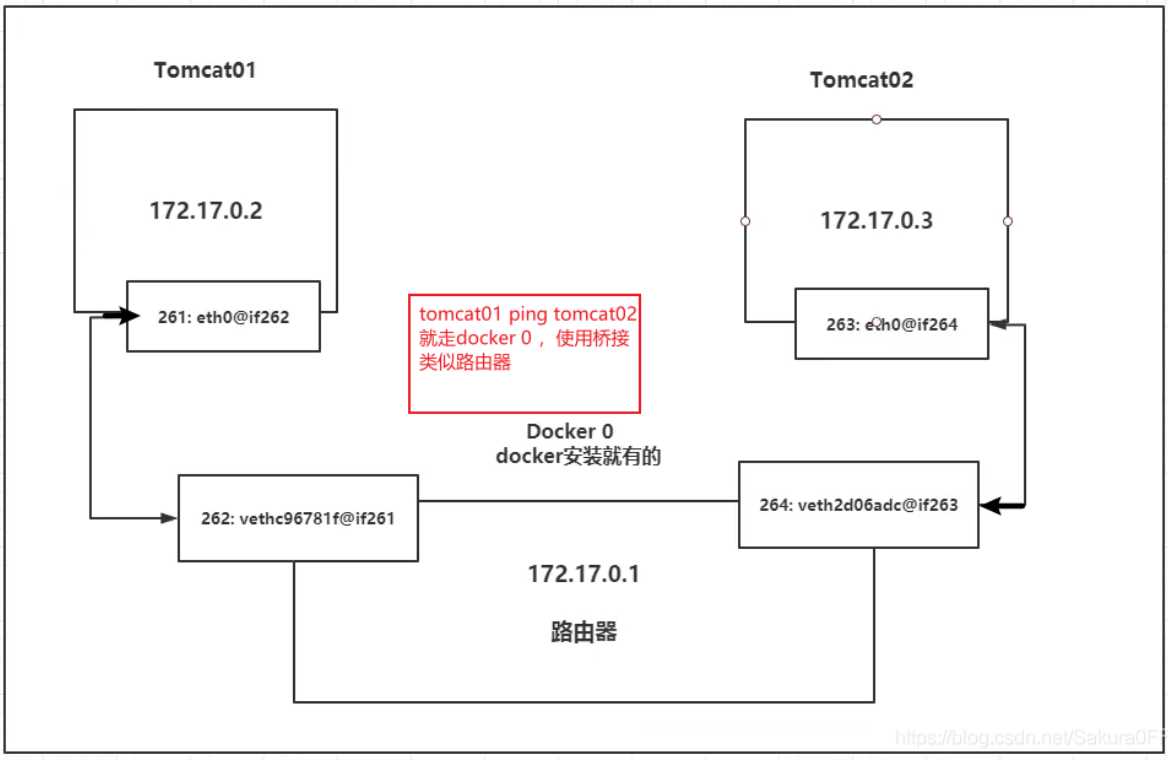 Tomcat01
Tomcat02
172.17.0.2
172.17.0.3
261: eth0@if262
263: eth0@if264
tomcat01 ping tomcat02
就走docker 0 ，使用桥接
类似路由器
Docker 0
docker安装就有的
262: vethc96781f@if261
264: veth2d06adc@if263
172.17.0.1
路由器
https://blog.csdn.net/Sakura0FF